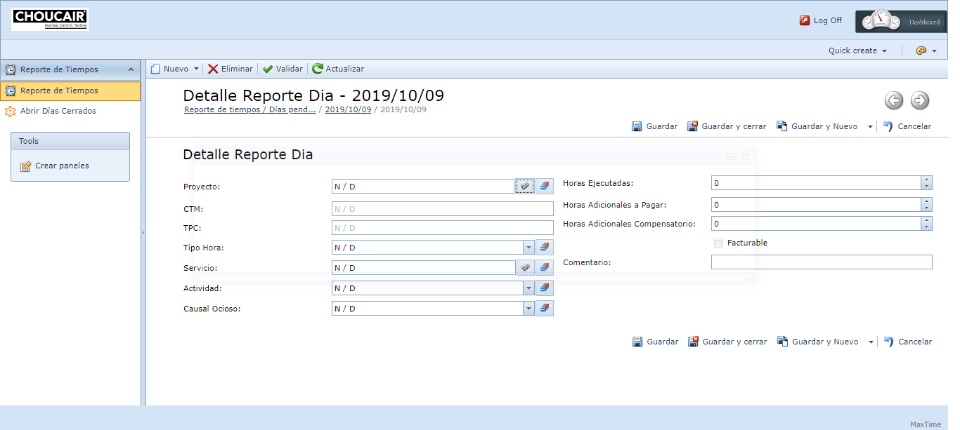 CHOUCAIR
Business Centric Testing
Log Off
Dashboard
Quick create
Reporte de Tiempos
Nuevo Eliminar Validar Actualizar
Reporte de Tiempos
Abrir Días Cerrados
Tools
Crear paneles
Detalle Reporte Dia - 2019/10/09
Reporte de tiempos / Días pend... / 2019/10/09 / 2019/10/09
Guardar Guardar y cerrar Guardar y Nuevo Cancelar
Detalle Reporte Dia
Proyecto: N / D
CTM: N / D
TPC: N / D
Tipo Hora: N / D
Servicio: N / D
Actividad: N / D
Causal Ocioso: N / D
Horas Ejecutadas: 0
Horas Adicionales a Pagar: 0
Horas Adicionales Compensatorio: 0
Facturable
Comentario:
Guardar Guardar y cerrar Guardar y Nuevo Cancelar
MaxTime